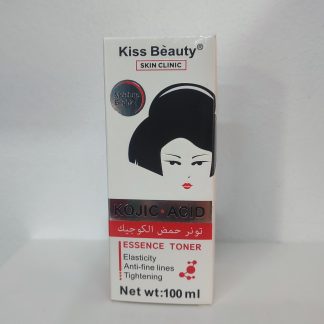 Kiss Bèauty®
SKIN CLINIC
KOJIC ACID
تونر حمض الكوجيك
ESSENCE TONER
Elasticity
Anti-fine lines
Tightening
Net wt:100 ml